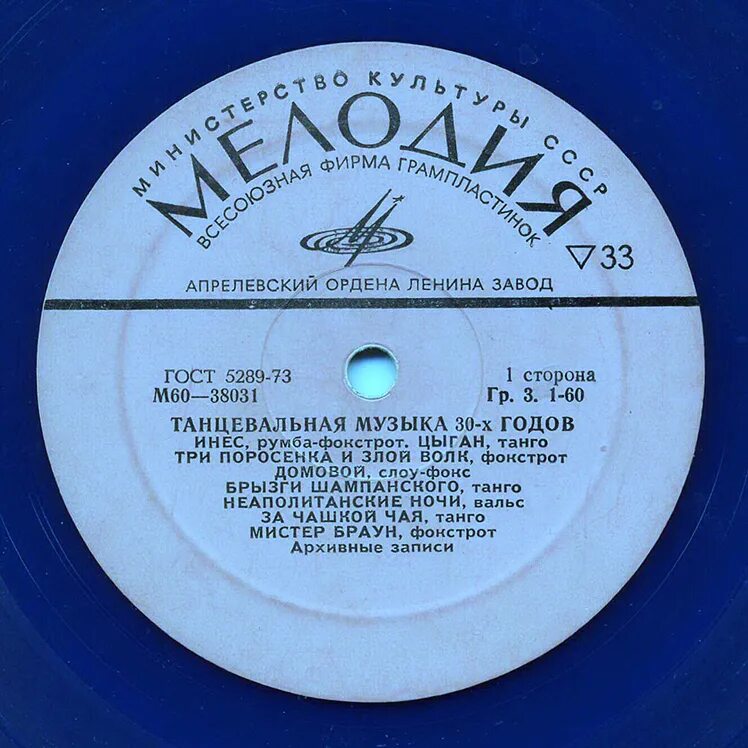 МИНИСТЕРСТВО КУЛЬТУРЫ СССР
МЕЛОДИЯ
ВСЕСОЮЗНАЯ ФИРМА ГРАМПЛАСТИНОК
▽33
АПРЕЛЕВСКИЙ ОРДЕНА ЛЕНИНА ЗАВОД
ГОСТ 5289-73
1 сторона
М60—38031
Гр. 3. 1-60
ТАНЦЕВАЛЬНАЯ МУЗЫКА 30-х ГОДОВ
ИНЕС, румба-фокстрот. ЦЫГАН, танго
ТРИ ПОРОСЕНКА И ЗЛОЙ ВОЛК, фокстрот
ДОМОВОЙ, слоу-фокс
БРЫЗГИ ШАМПАНСКОГО, танго
НЕАПОЛИТАНСКИЕ НОЧИ, вальс
ЗА ЧАШКОЙ ЧАЯ, танго
МИСТЕР БРАУН, фокстрот
Архивные записи